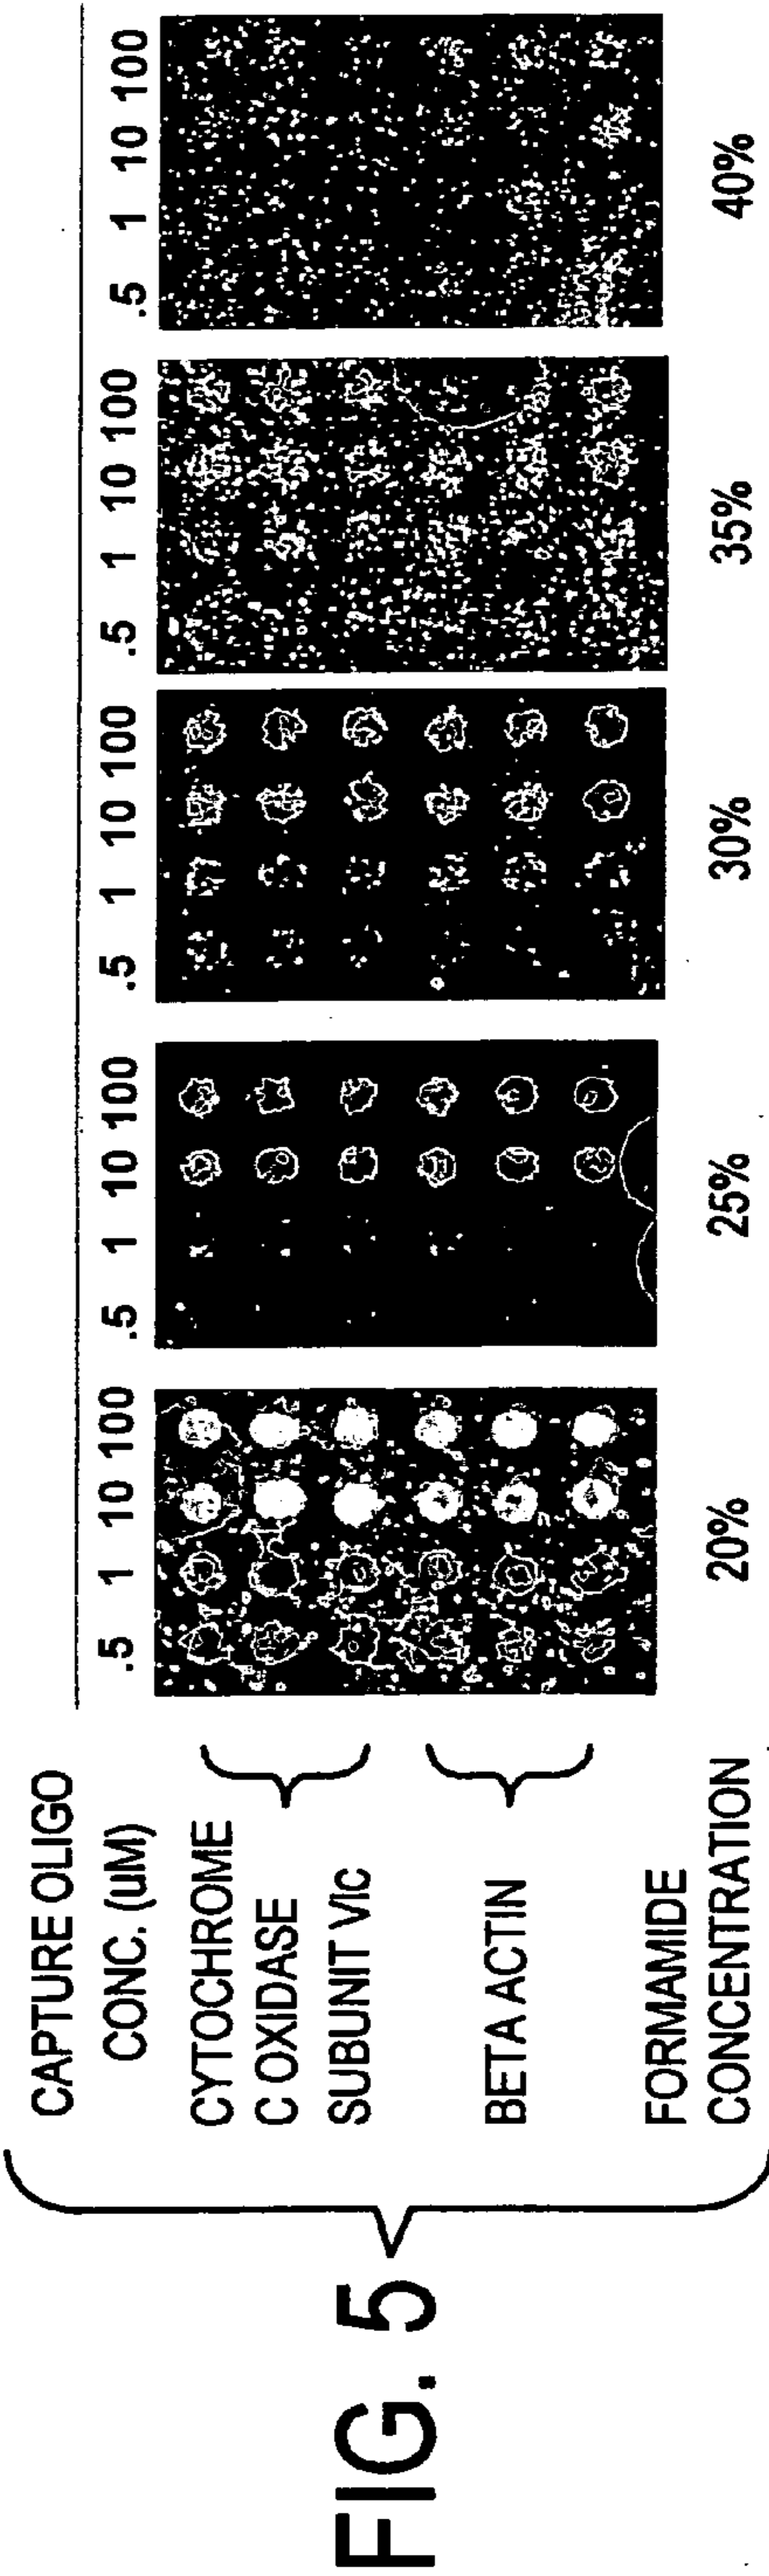 CAPTURE OLIGO
CONC. (uM)
.5 1 10 100 .5 1 10 100 .5 1 10 100 .5 1 10 100 .5 1 10 100
CYTOCHROME
C OXIDASE
SUBUNIT VIc
FIG. 5
BETA ACTIN
FORMAMIDE
CONCENTRATION
20% 25% 30% 35% 40%